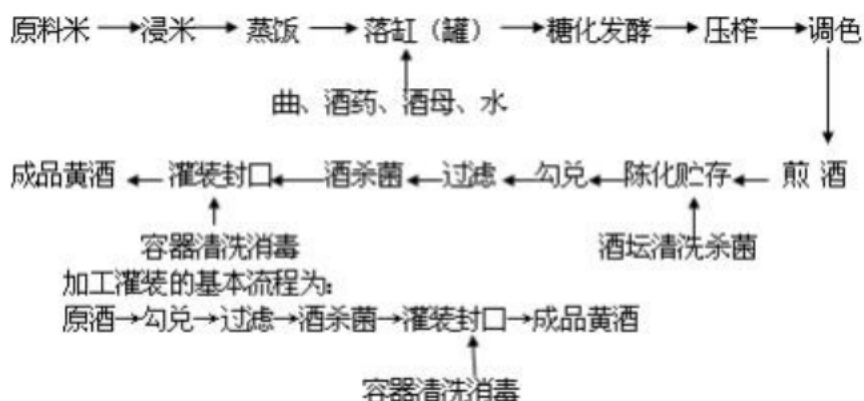 原料米→浸米→蒸饭→落缸（罐）→糖化发酵→压榨→调色
曲、酒药、酒母、水
成品黄酒←灌装封口←酒杀菌←过滤←勾兑←陈化贮存←煎酒
容器清洗消毒 酒坛清洗杀菌
加工灌装的基本流程为：
原酒→勾兑→过滤→酒杀菌→灌装封口→成品黄酒
容器清洗消毒